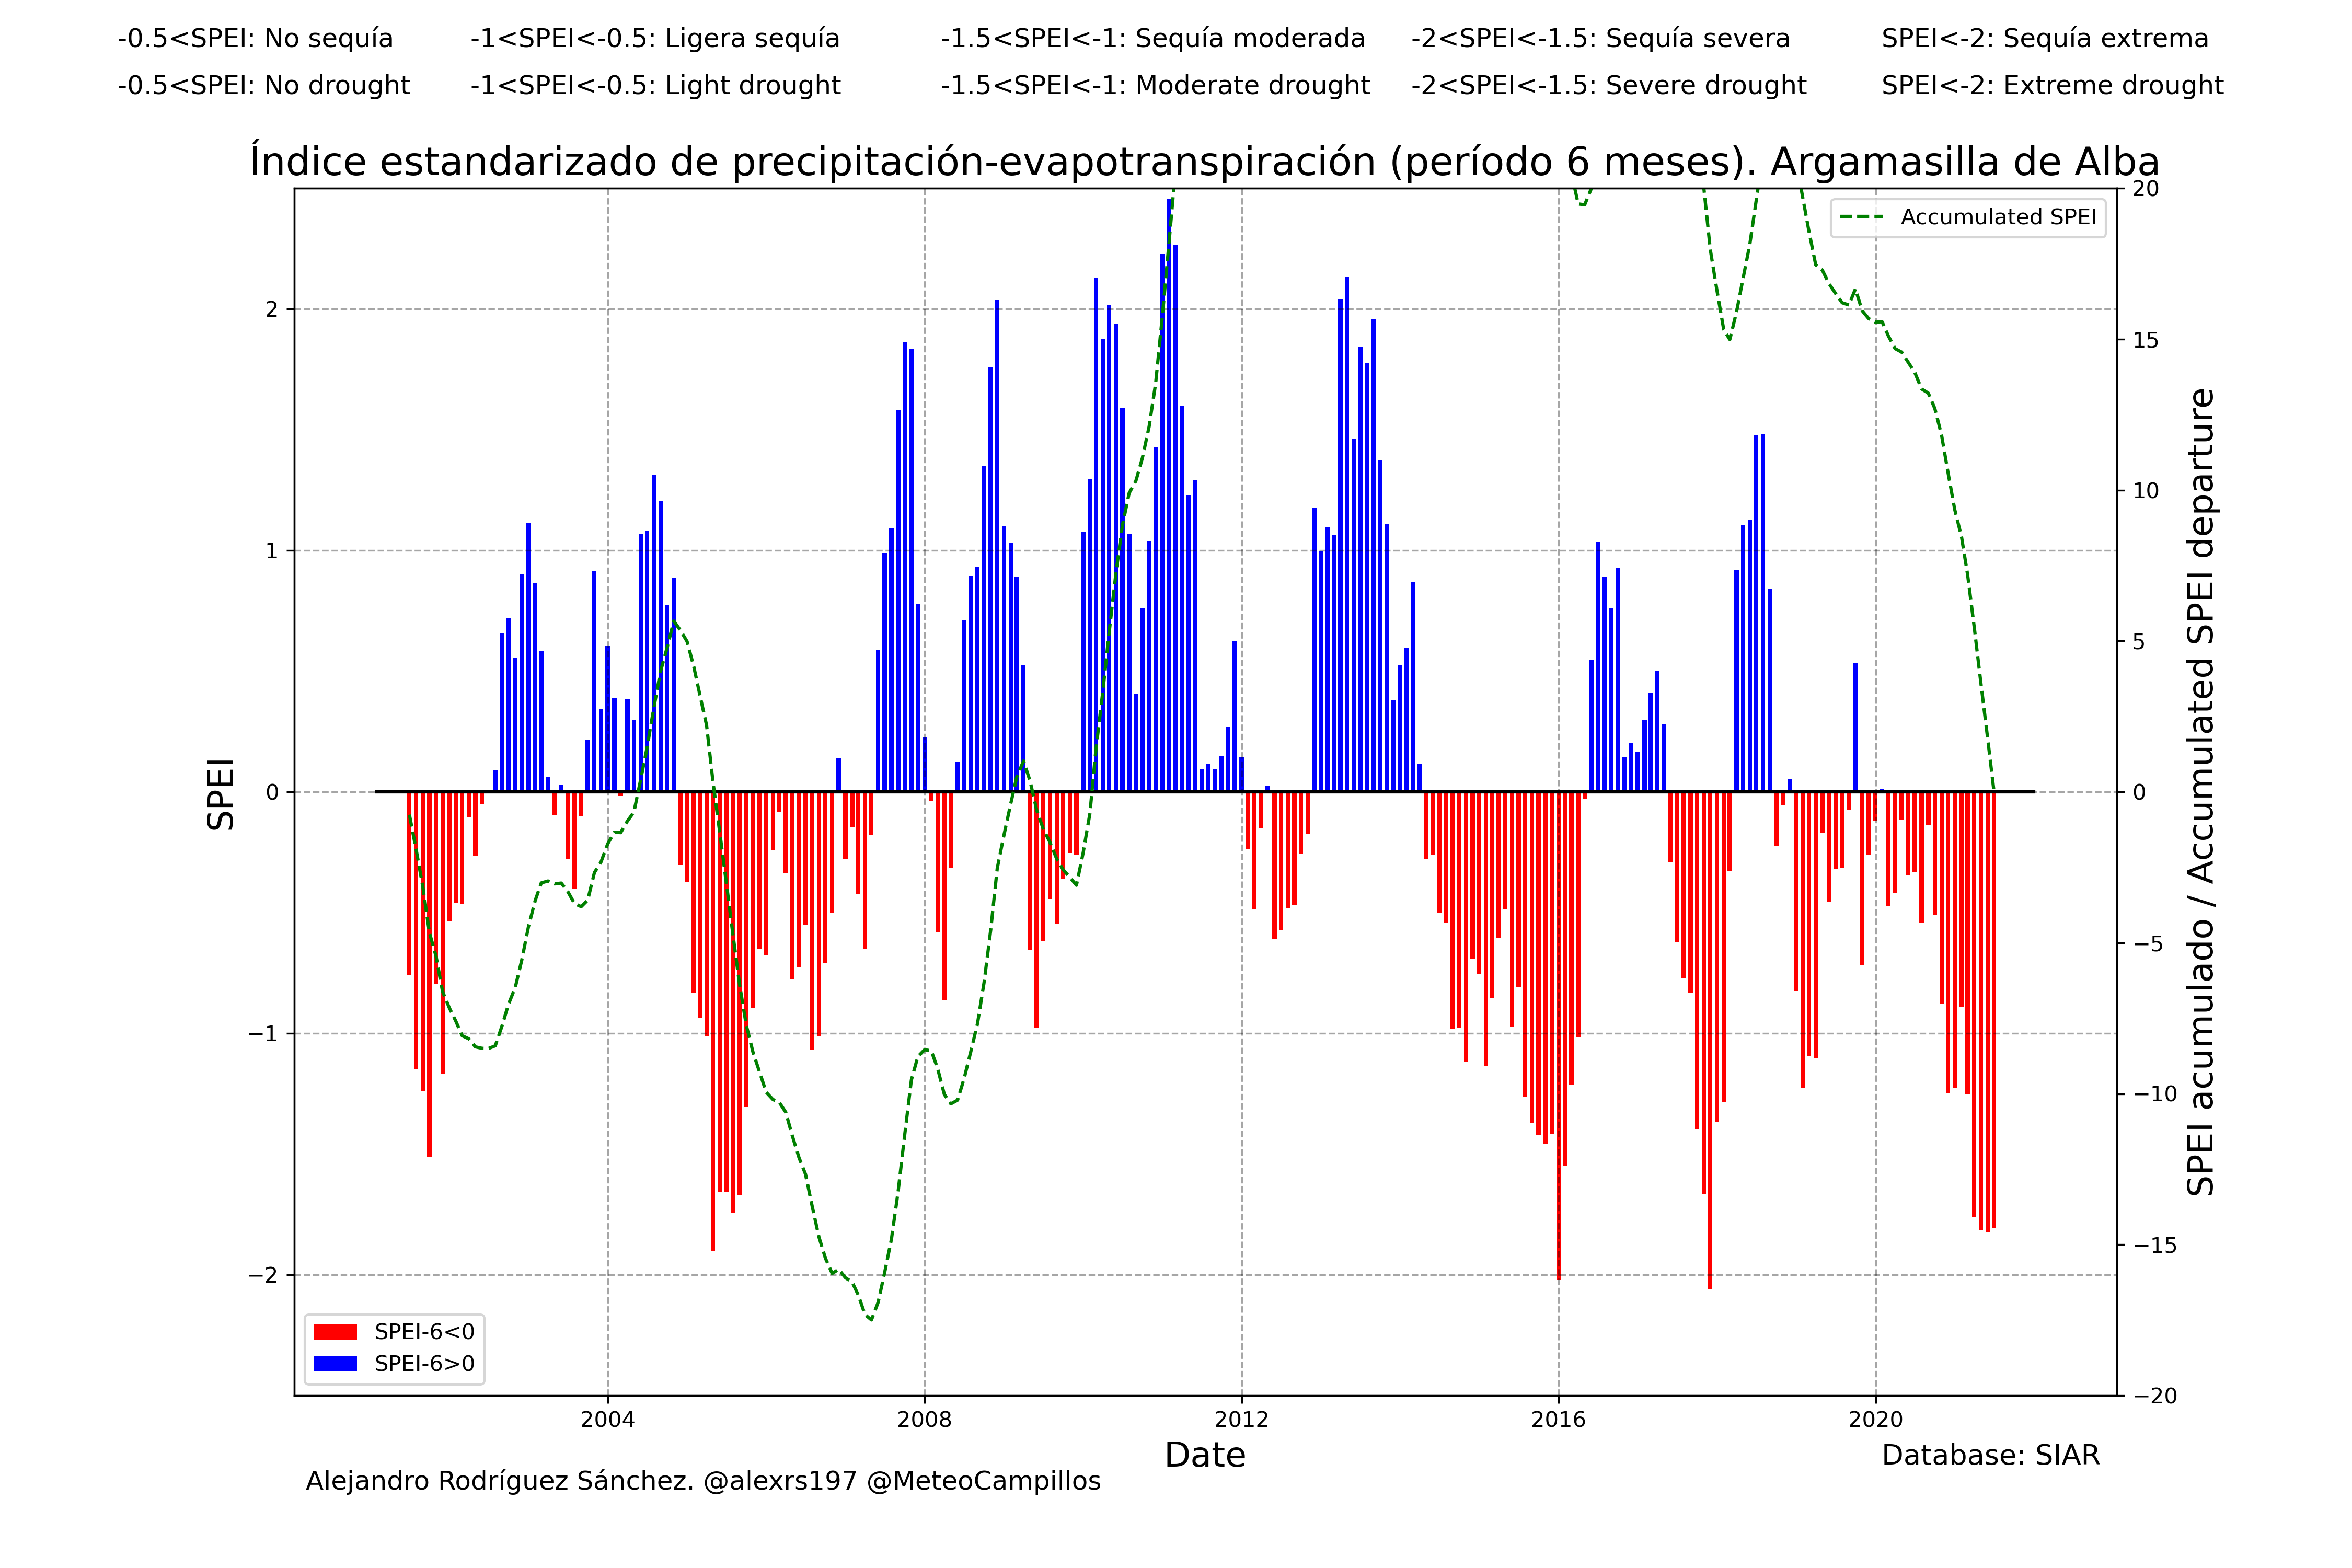 -0.5<SPEI: No sequía -1<SPEI<-0.5: Ligera sequía -1.5<SPEI<-1: Sequía moderada -2<SPEI<-1.5: Sequía severa SPEI<-2: Sequía extrema
-0.5<SPEI: No drought -1<SPEI<-0.5: Light drought -1.5<SPEI<-1: Moderate drought -2<SPEI<-1.5: Severe drought SPEI<-2: Extreme drought
Índice estandarizado de precipitación-evapotranspiración (período 6 meses). Argamasilla de Alba
Accumulated SPEI
2
1
0
−1
−2
SPEI
20
15
10
5
0
−5
−10
−15
−20
SPEI acumulado / Accumulated SPEI departure
SPEI-6<0
SPEI-6>0
2004 2008 2012 2016 2020
Date
Database: SIAR
Alejandro Rodríguez Sánchez. @alexrs197 @MeteoCampillos